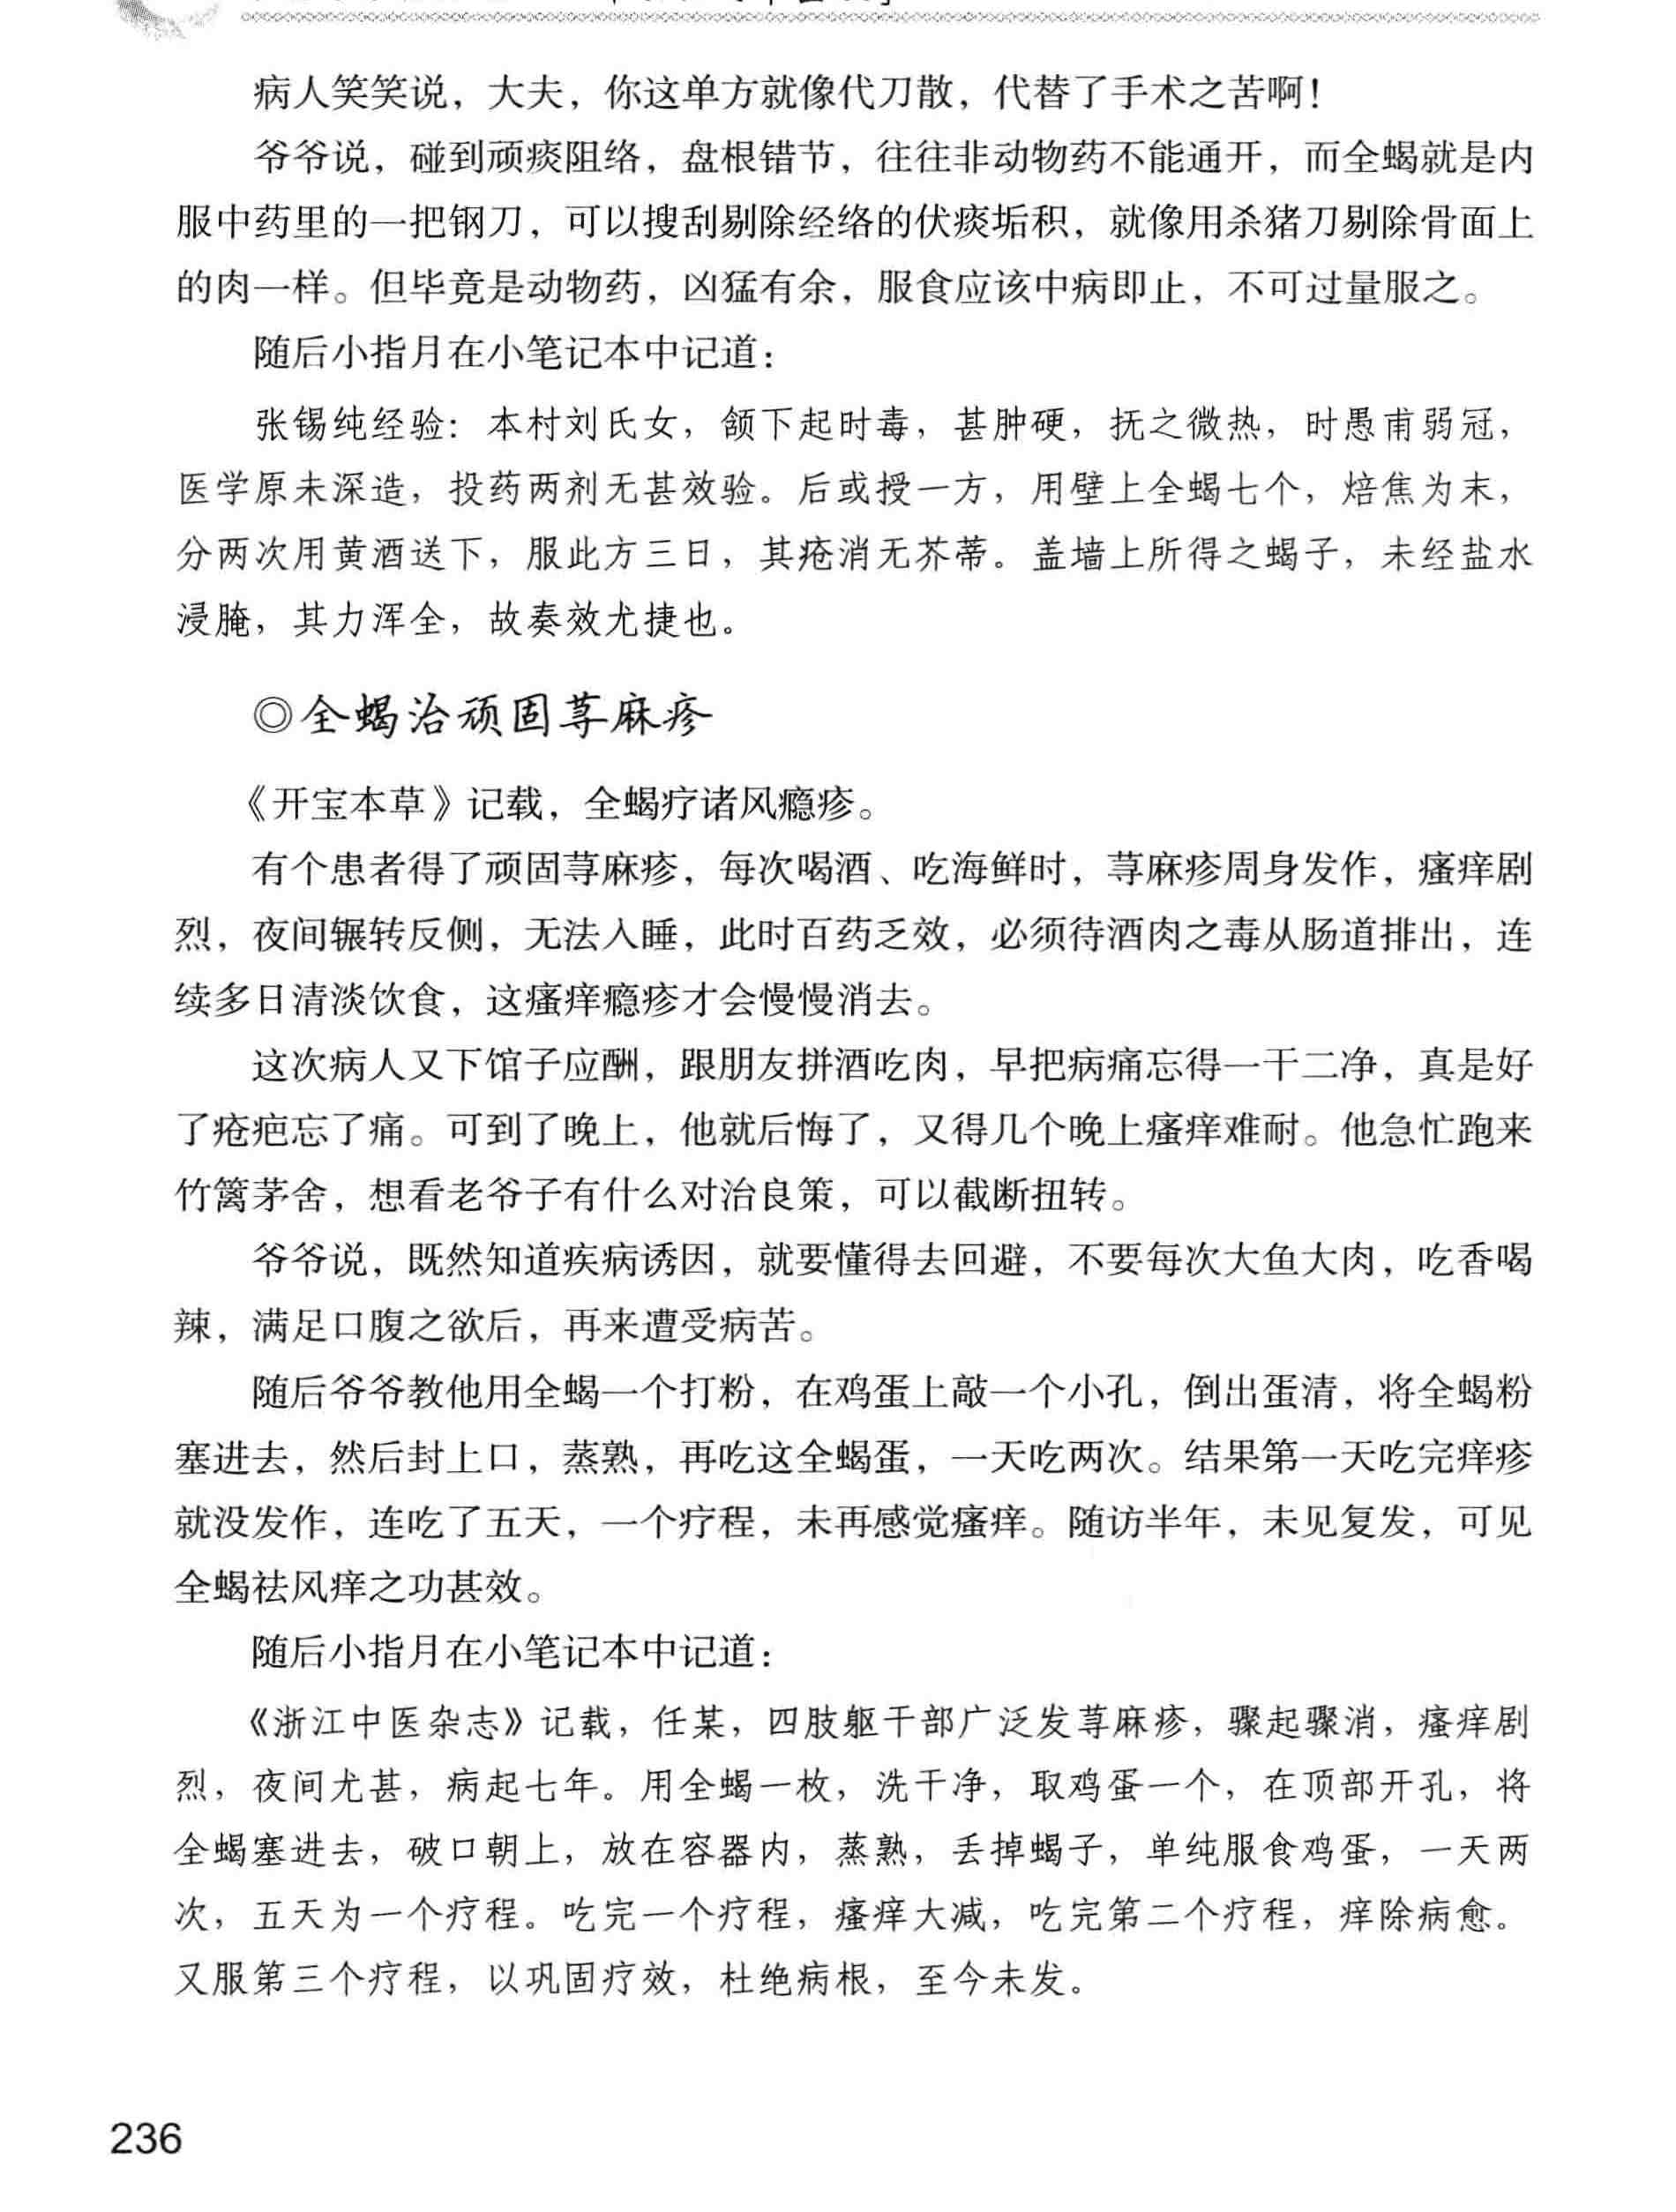 病人笑笑说，大夫，你这单方就像代刀散，代替了手术之苦啊！
爷爷说，碰到顽痰阻络，盘根错节，往往非动物药不能通开，而全蝎就是内
服中药里的一把钢刀，可以搜刮剔除经络的伏痰垢积，就像用杀猪刀剔除骨面上
的肉一样。但毕竟是动物药，凶猛有余，服食应该中病即止，不可过量服之。
随后小指月在小笔记本中记道：
张锡纯经验：本村刘氏女，颔下起时毒，甚肿硬，抚之微热，时愚甫弱冠，
医学原未深造，投药两剂无甚效验。后或授一方，用壁上全蝎七个，焙焦为末，
分两次用黄酒送下，服此方三日，其疮消无芥蒂。盖墙上所得之蝎子，未经盐水
浸腌，其力浑全，故奏效尤捷也。
◎全蝎治顽固荨麻疹
《开宝本草》记载，全蝎疗诸风瘾疹。
有个患者得了顽固荨麻疹，每次喝酒、吃海鲜时，荨麻疹周身发作，瘙痒剧
烈，夜间辗转反侧，无法入睡，此时百药乏效，必须待酒肉之毒从肠道排出，连
续多日清淡饮食，这瘙痒瘾疹才会慢慢消去。
这次病人又下馆子应酬，跟朋友拼酒吃肉，早把病痛忘得一干二净，真是好
了疮疤忘了痛。可到了晚上，他就后悔了，又得几个晚上瘙痒难耐。他急忙跑来
竹篱茅舍，想看老爷子有什么对治良策，可以截断扭转。
爷爷说，既然知道疾病诱因，就要懂得去回避，不要每次大鱼大肉，吃香喝
辣，满足口腹之欲后，再来遭受病苦。
随后爷爷教他用全蝎一个打粉，在鸡蛋上敲一个小孔，倒出蛋清，将全蝎粉
塞进去，然后封上口，蒸熟，再吃这全蝎蛋，一天吃两次。结果第一天吃完痒疹
就没发作，连吃了五天，一个疗程，未再感觉瘙痒。随访半年，未见复发，可见
全蝎祛风痒之功甚效。
随后小指月在小笔记本中记道：
《浙江中医杂志》记载，任某，四肢躯干部广泛发荨麻疹，骤起骤消，瘙痒剧
烈，夜间尤甚，病起七年。用全蝎一枚，洗干净，取鸡蛋一个，在顶部开孔，将
全蝎塞进去，破口朝上，放在容器内，蒸熟，丢掉蝎子，单纯服食鸡蛋，一天两
次，五天为一个疗程。吃完一个疗程，瘙痒大减，吃完第二个疗程，痒除病愈。
又服第三个疗程，以巩固疗效，杜绝病根，至今未发。
236